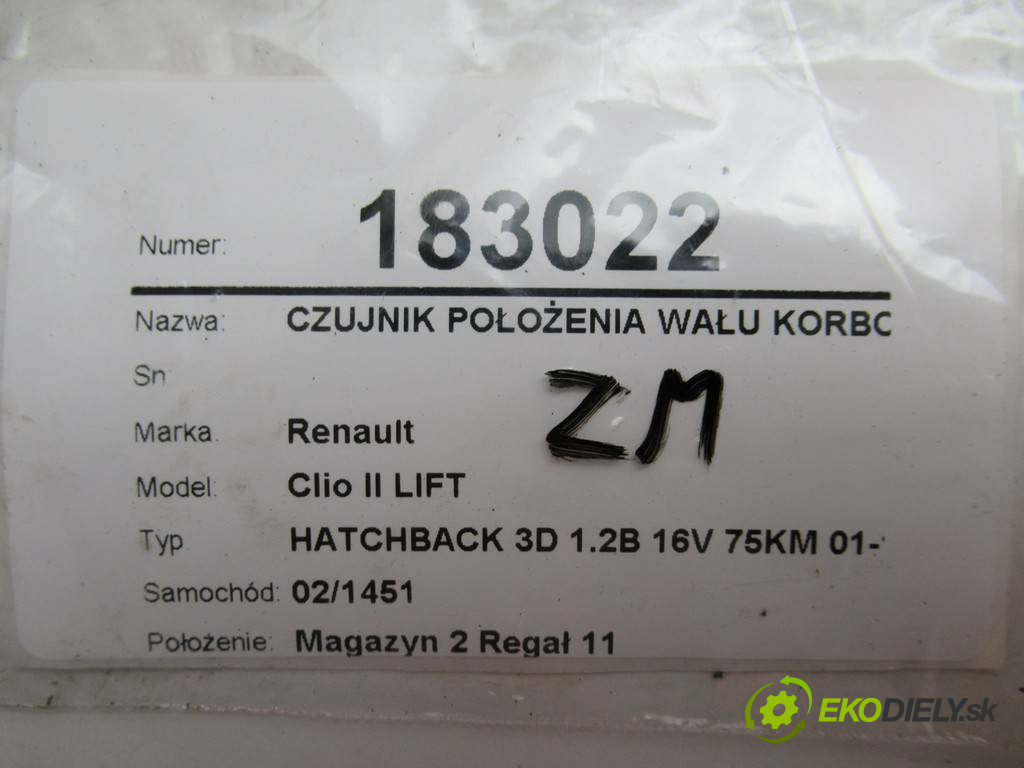 Numer: 183022
Nazwa: CZUJNIK POŁOŻENIA WAŁU KORBO
Sn
ZM
Marka. Renault
Model: Clio II LIFT
Typ HATCHBACK 3D 1.2B 16V 75KM 01-
Samochód: 02/1451
Położenie: Magazyn 2 Regał 11
EKODIELY.sk